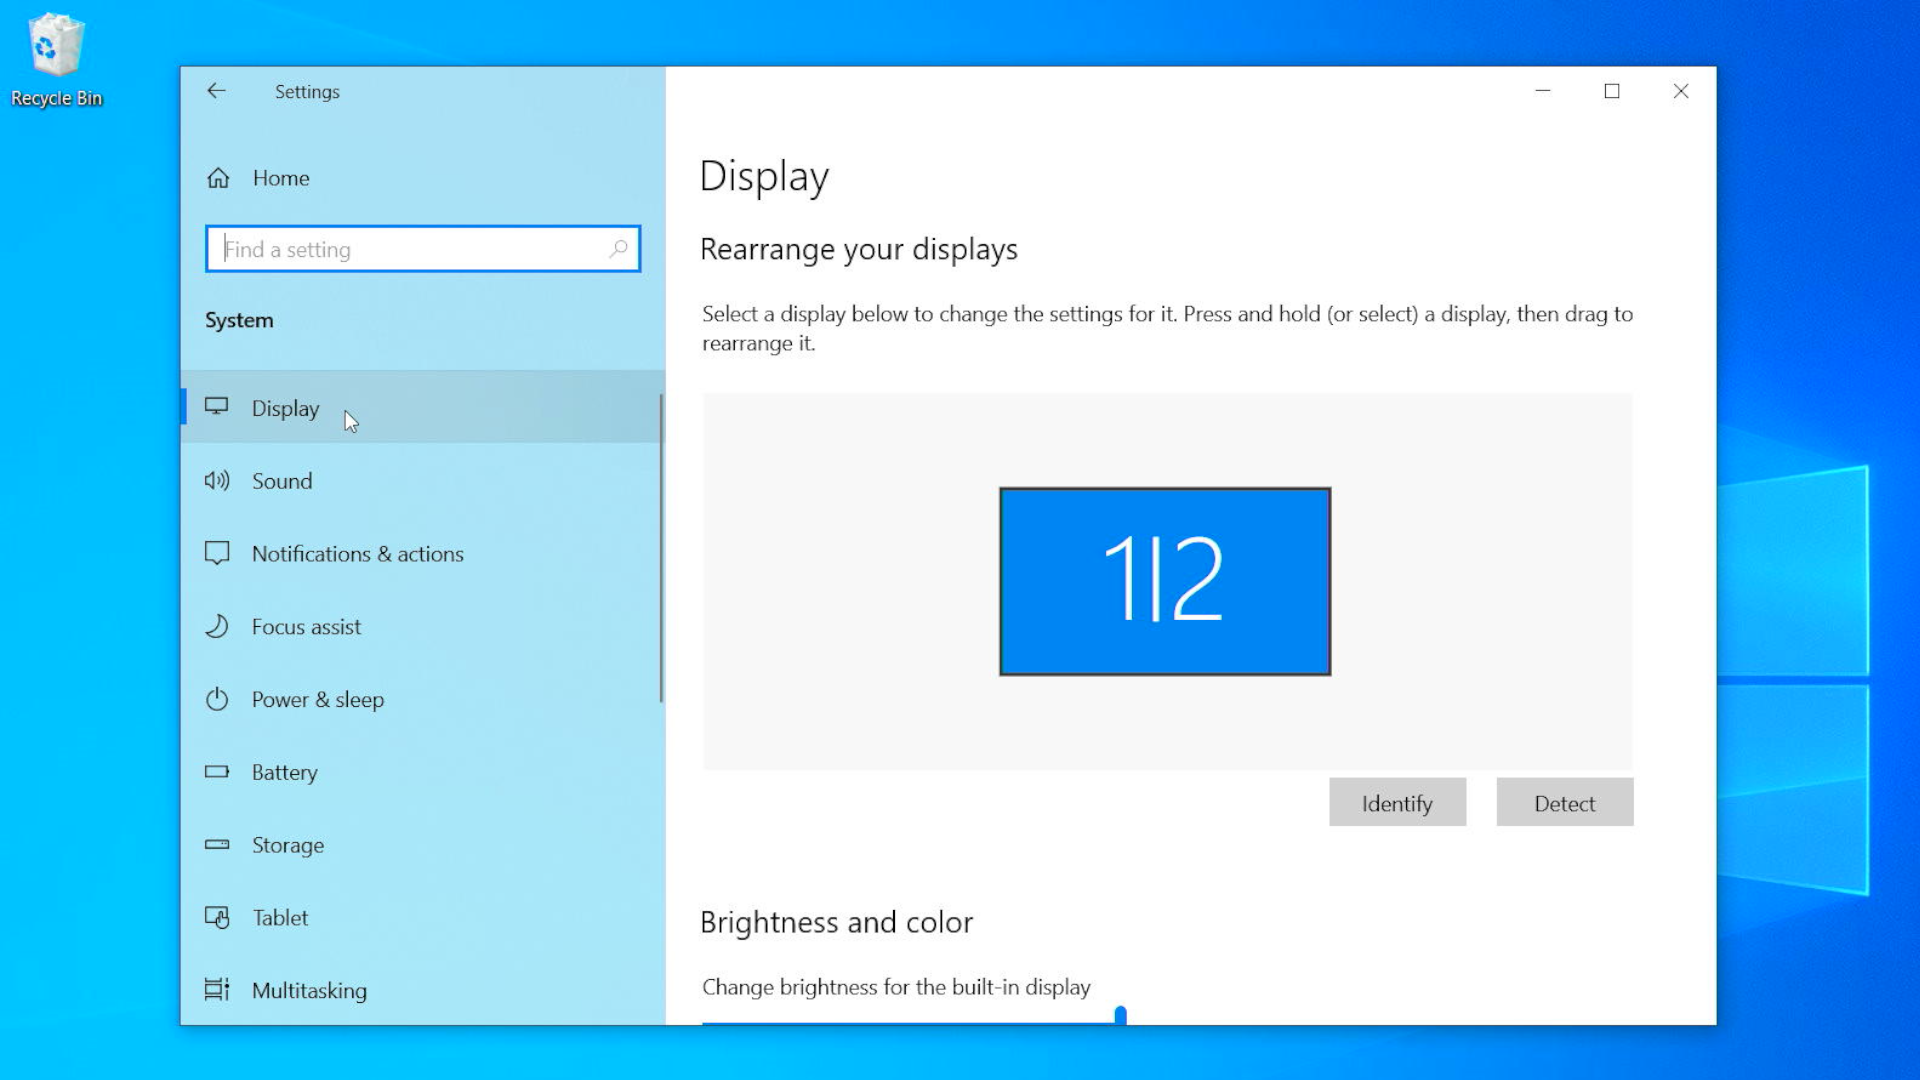 Recycle Bin
Settings
Home
Find a setting
System
Display
Sound
Notifications & actions
Focus assist
Power & sleep
Battery
Storage
Tablet
Multitasking
Display
Rearrange your displays
Select a display below to change the settings for it. Press and hold (or select) a display, then drag to
rearrange it.
1|2
Identify
Detect
Brightness and color
Change brightness for the built-in display